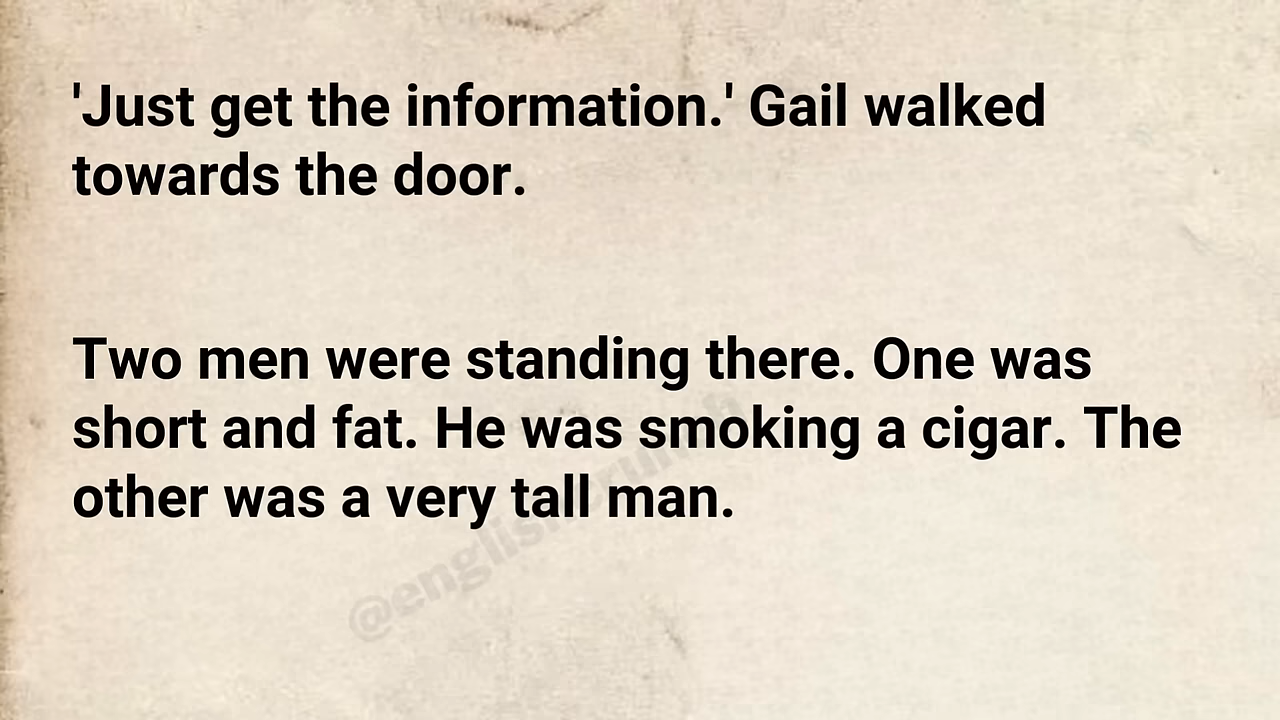 'Just get the information.' Gail walked
towards the door.
Two men were standing there. One was
short and fat. He was smoking a cigar. The
other was a very tall man.